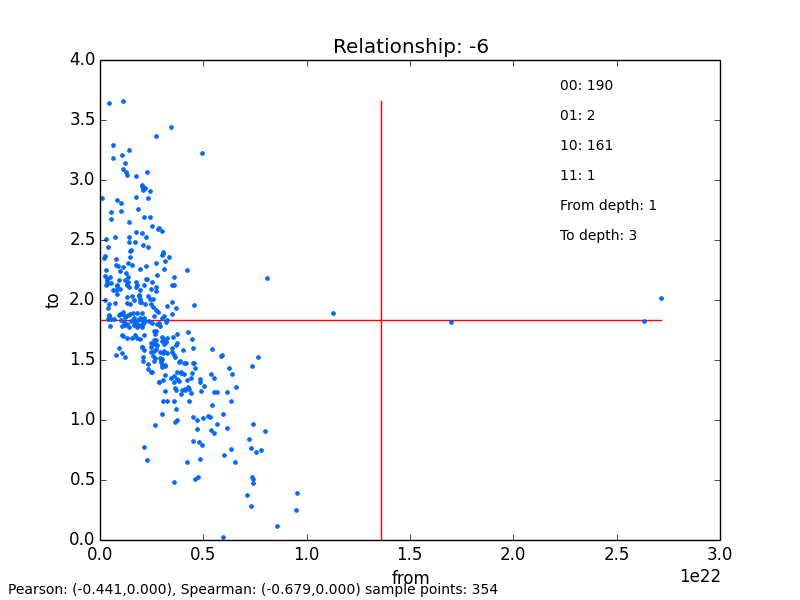 Relationship: -6
4.0
3.5
3.0
2.5
2.0
1.5
1.0
0.5
0.0
to
00: 190
01: 2
10: 161
11: 1
From depth: 1
To depth: 3
0.0 0.5 1.0 1.5 2.0 2.5 3.0
from
1e22
Pearson: (-0.441,0.000), Spearman: (-0.679,0.000) sample points: 354